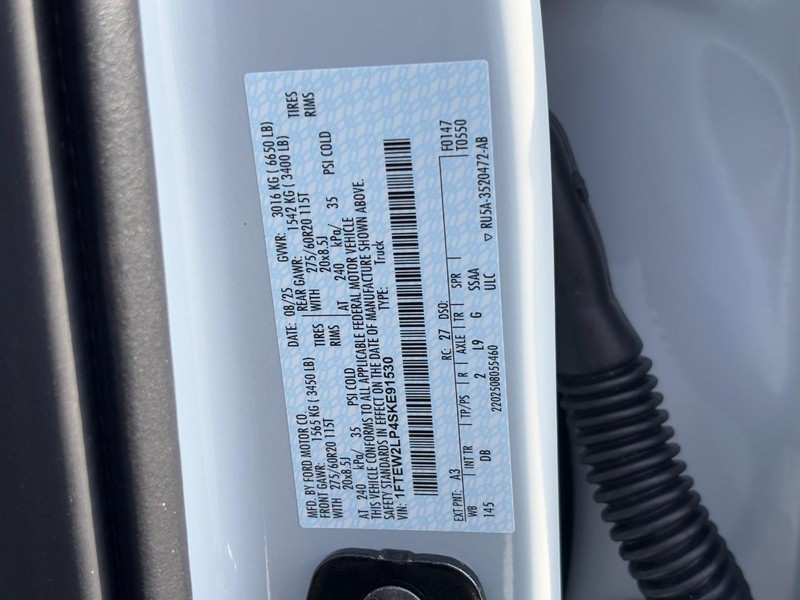 MFD. BY FORD MOTOR CO.
DATE: 08/25 GVWR: 3016 KG ( 6650 LB)
FRONT GAWR: 1565 KG ( 3450 LB) REAR GAWR: 1542 KG ( 3400 LB)
WITH 275/60R20 115T TIRES WITH 275/60R20 115T TIRES
20x8.5J RIMS 20x8.5J RIMS
AT 240 kPa/ 35 PSI COLD AT 240 kPa/ 35 PSI COLD
THIS VEHICLE CONFORMS TO ALL APPLICABLE FEDERAL MOTOR VEHICLE
SAFETY STANDARDS IN EFFECT ON THE DATE OF MANUFACTURE SHOWN ABOVE.
VIN: 1FTEW2LP4SKE91530 TYPE: Truck
EXT PNT: A3 RC: 27 DSO: F0147
WB INT TR TP/PS R AXLE TR SPR T0550
145 DB 2 L9 G SSAA
2202508055460 ULC ▽ RU5A-3520472-AB